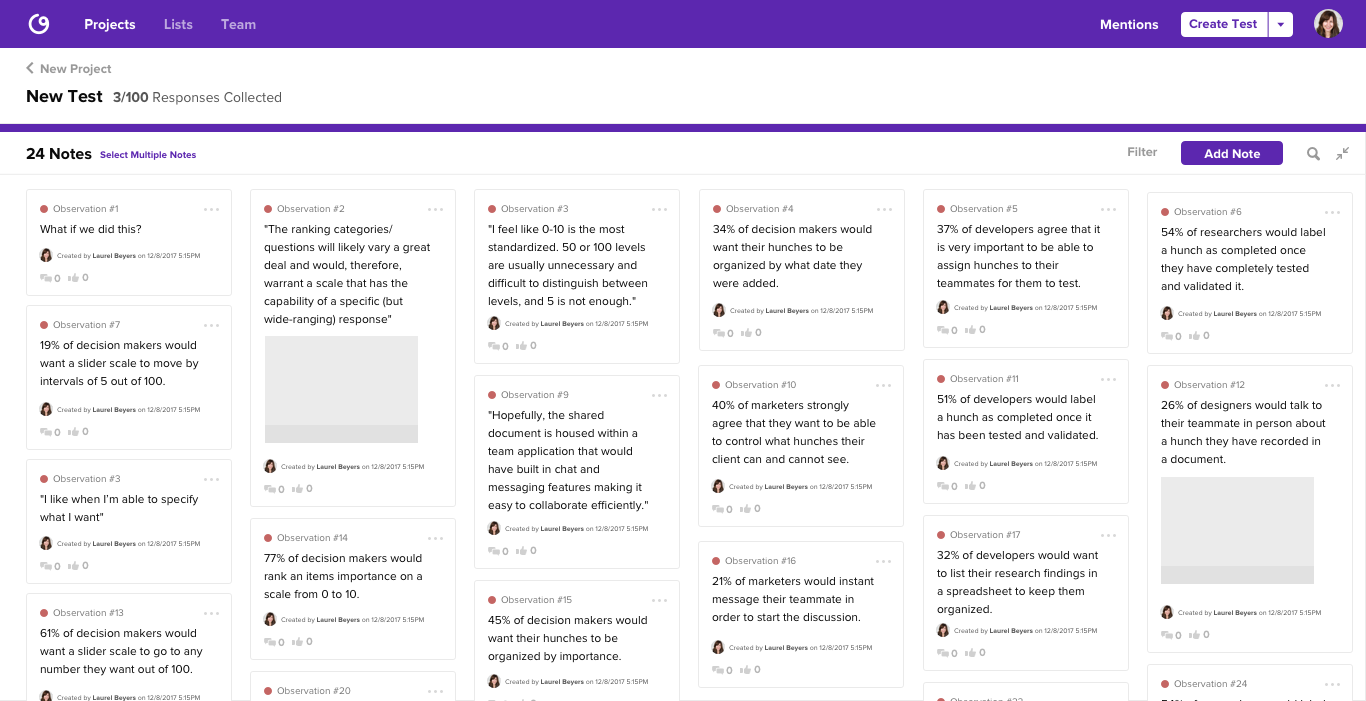 Projects
Lists
Team
Mentions
Create Test
New Project
New Test
3/100 Responses Collected
24 Notes
Select Multiple Notes
Filter
Add Note
Observation #1
What if we did this?
Created by Laurel Beyers on 12/8/2017 5:15PM
0 0
Observation #7
19% of decision makers would
want a slider scale to move by
intervals of 5 out of 100.
Created by Laurel Beyers on 12/8/2017 5:15PM
0 0
Observation #3
"I like when I'm able to specify
what I want"
Created by Laurel Beyers on 12/8/2017 5:15PM
0 0
Observation #13
61% of decision makers would
want a slider scale to go to any
number they want out of 100.
Created by Laurel Beyers on 12/8/2017 5:15PM
Observation #2
"The ranking categories/
questions will likely vary a great
deal and would, therefore,
warrant a scale that has the
capability of a specific (but
wide-ranging) response"
Created by Laurel Beyers on 12/8/2017 5:15PM
0 0
Observation #14
77% of decision makers would
rank an items importance on a
scale from 0 to 10.
Created by Laurel Beyers on 12/8/2017 5:15PM
0 0
Observation #20
Observation #3
"I feel like 0-10 is the most
standardized. 50 or 100 levels
are usually unnecessary and
difficult to distinguish between
levels, and 5 is not enough."
Created by Laurel Beyers on 12/8/2017 5:15PM
0 0
Observation #9
"Hopefully, the shared
document is housed within a
team application that would
have built in chat and
messaging features making it
easy to collaborate efficiently."
Created by Laurel Beyers on 12/8/2017 5:15PM
0 0
Observation #15
45% of decision makers would
want their hunches to be
organized by importance.
Created by Laurel Beyers on 12/8/2017 5:15PM
Observation #4
34% of decision makers would
want their hunches to be
organized by what date they
were added.
Created by Laurel Beyers on 12/8/2017 5:15PM
0 0
Observation #10
40% of marketers strongly
agree that they want to be able
to control what hunches their
client can and cannot see.
Created by Laurel Beyers on 12/8/2017 5:15PM
0 0
Observation #16
21% of marketers would instant
message their teammate in
order to start the discussion.
Created by Laurel Beyers on 12/8/2017 5:15PM
0 0
Observation #5
37% of developers agree that it
is very important to be able to
assign hunches to their
teammates for them to test.
Created by Laurel Beyers on 12/8/2017 5:15PM
0 0
Observation #11
51% of developers would label
a hunch as completed once it
has been tested and validated.
Created by Laurel Beyers on 12/8/2017 5:15PM
0 0
Observation #17
32% of developers would want
to list their research findings in
a spreadsheet to keep them
organized.
Created by Laurel Beyers on 12/8/2017 5:15PM
0 0
Observation #6
54% of researchers would label
a hunch as completed once
they have completely tested
and validated it.
Created by Laurel Beyers on 12/8/2017 5:15PM
0 0
Observation #12
26% of designers would talk to
their teammate in person about
a hunch they have recorded in
a document.
Created by Laurel Beyers on 12/8/2017 5:15PM
0 0
Observation #24